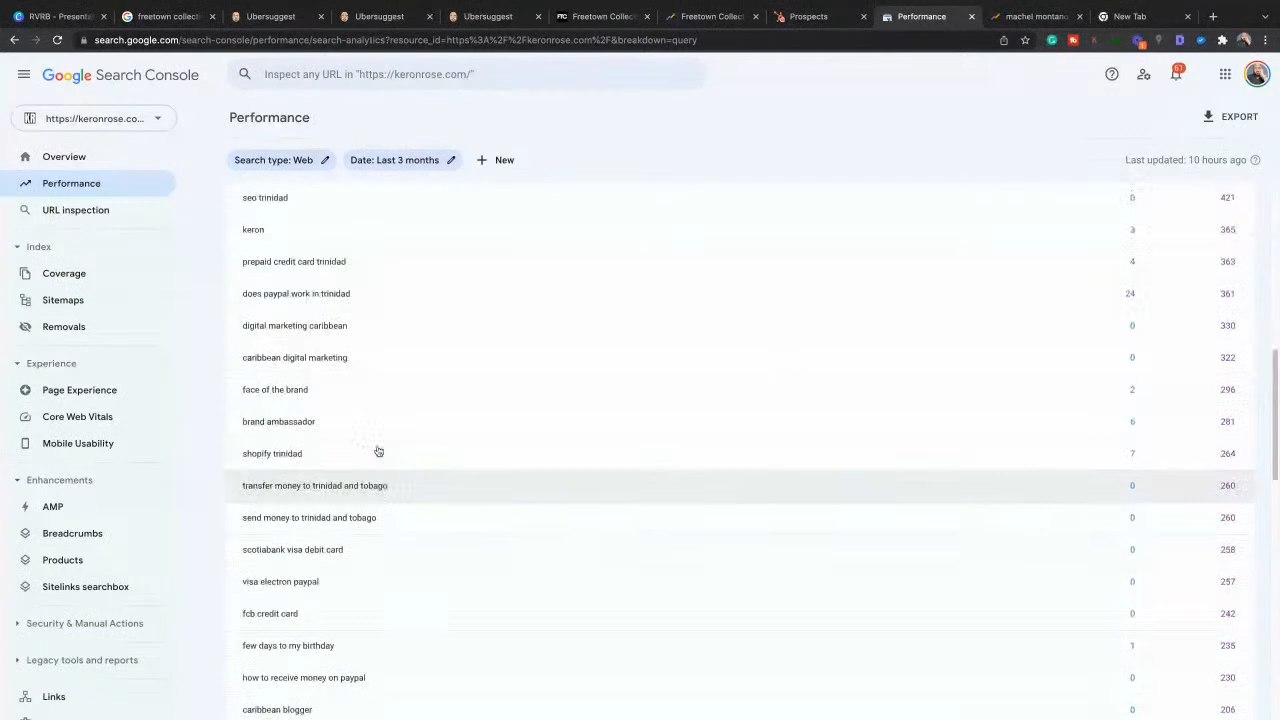 RVRB - Presenta
freetown collecti
Ubersuggest
Ubersuggest
Ubersuggest
Freetown Collec
Freetown Collect
Prospects
Performance
machel montano
New Tab
search.google.com/search-console/performance/search-analytics?resource_id=https%3A%2F%2Fkeronrose.com%2F&breakdown=query
Google Search Console
Inspect any URL in "https://keronrose.com/"
61
https://keronrose.co...
Performance
EXPORT
Search type: Web
Date: Last 3 months
New
Last updated: 10 hours ago
Overview
Performance
URL inspection
Index
Coverage
Sitemaps
Removals
Experience
Page Experience
Core Web Vitals
Mobile Usability
Enhancements
AMP
Breadcrumbs
Products
Sitelinks searchbox
Security & Manual Actions
Legacy tools and reports
Links
seo trinidad 0 421
keron 3 365
prepaid credit card trinidad 4 363
does paypal work in trinidad 24 361
digital marketing caribbean 0 330
caribbean digital marketing 0 322
face of the brand 2 296
brand ambassador 6 281
shopify trinidad 7 264
transfer money to trinidad and tobago 0 260
send money to trinidad and tobago 0 260
scotiabank visa debit card 0 258
visa electron paypal 0 257
fcb credit card 0 242
few days to my birthday 1 235
how to receive money on paypal 0 230
caribbean blogger 0 206